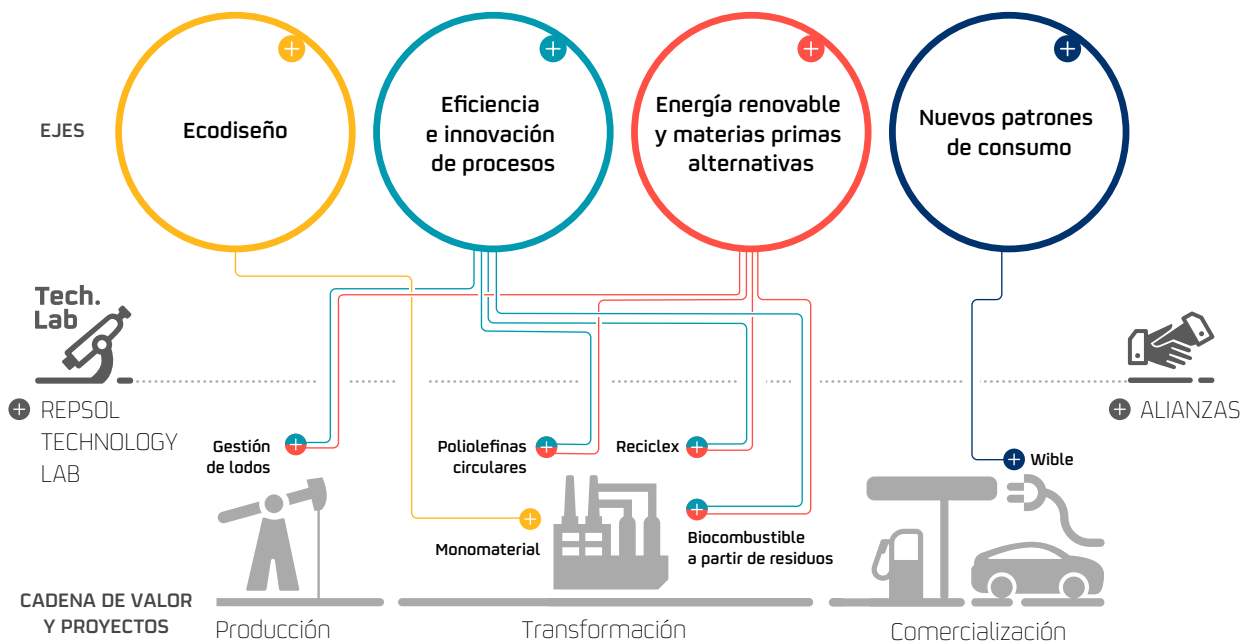 EJES
Ecodiseño
Eficiencia
e innovación
de procesos
Energía renovable
y materias primas
alternativas
Nuevos patrones
de consumo
Tech.
Lab
REPSOL
TECHNOLOGY
LAB
ALIANZAS
Gestión
de lodos
Poliolefinas
circulares
Reciclex
Wible
Monomaterial
Biocombustible
a partir de residuos
CADENA DE VALOR
Y PROYECTOS
Producción
Transformación
Comercialización